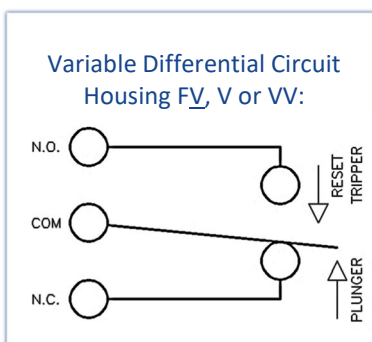 Variable Differential Circuit
Housing FV, V or VV:
N.O.
RESET
TRIPPER
COM
N.C.
PLUNGER